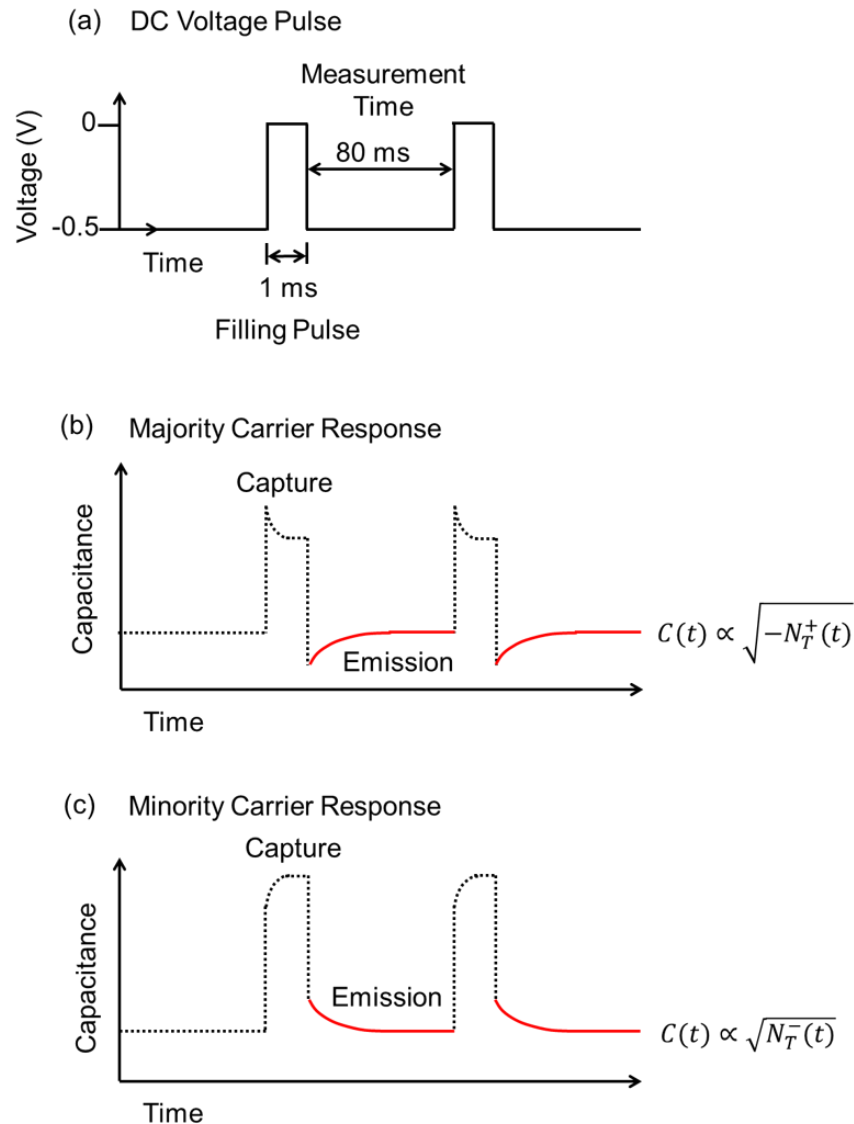 (a) DC Voltage Pulse
Measurement
Time
Voltage (V)
0
80 ms
-0.5
Time
1 ms
Filling Pulse
(b) Majority Carrier Response
Capture
Capacitance
Emission
C(t) ∝ √(-N_T^+(t))
Time
(c) Minority Carrier Response
Capture
Capacitance
Emission
C(t) ∝ √(N_T^-(t))
Time